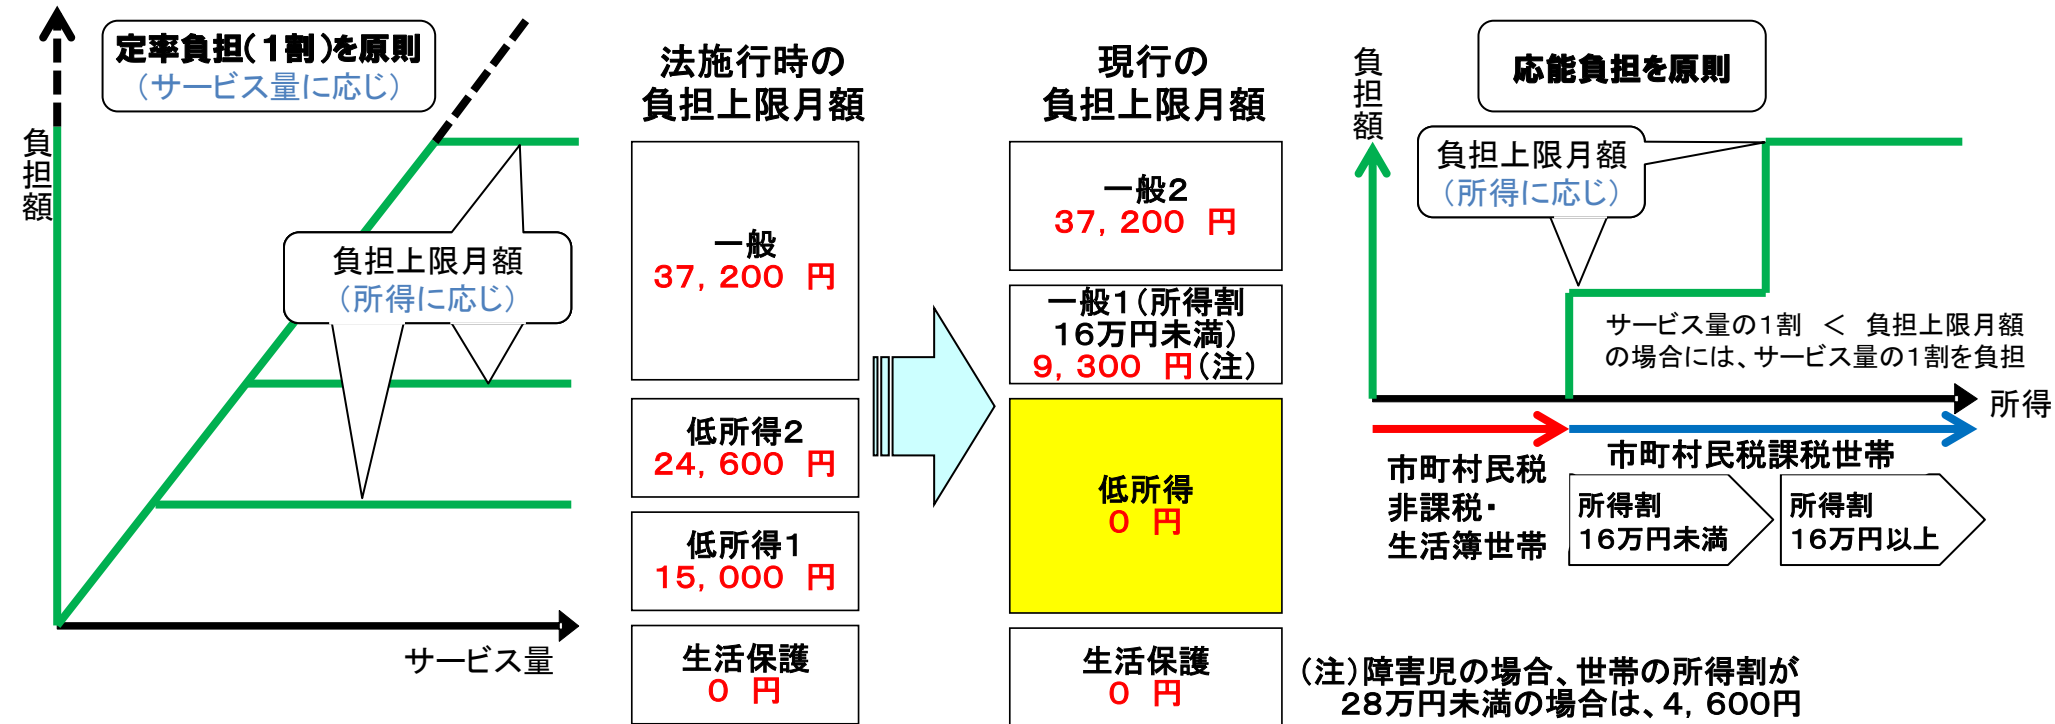 定率負担(1割)を原則
(サービス量に応じ)
負担額
負担上限月額
(所得に応じ)
サービス量
法施行時の
負担上限月額
一般
37,200 円
低所得2
24,600 円
低所得1
15,000 円
生活保護
0 円
現行の
負担上限月額
一般2
37,200 円
一般1(所得割
16万円未満)
9,300 円(注)
低所得
0 円
生活保護
0 円
応能負担を原則
負担額
負担上限月額
(所得に応じ)
サービス量の1割 < 負担上限月額
の場合には、サービス量の1割を負担
所得
市町村民税
非課税・
生活簿世帯
市町村民税課税世帯
所得割
16万円未満
所得割
16万円以上
(注)障害児の場合、世帯の所得割が
28万円未満の場合は、4,600円